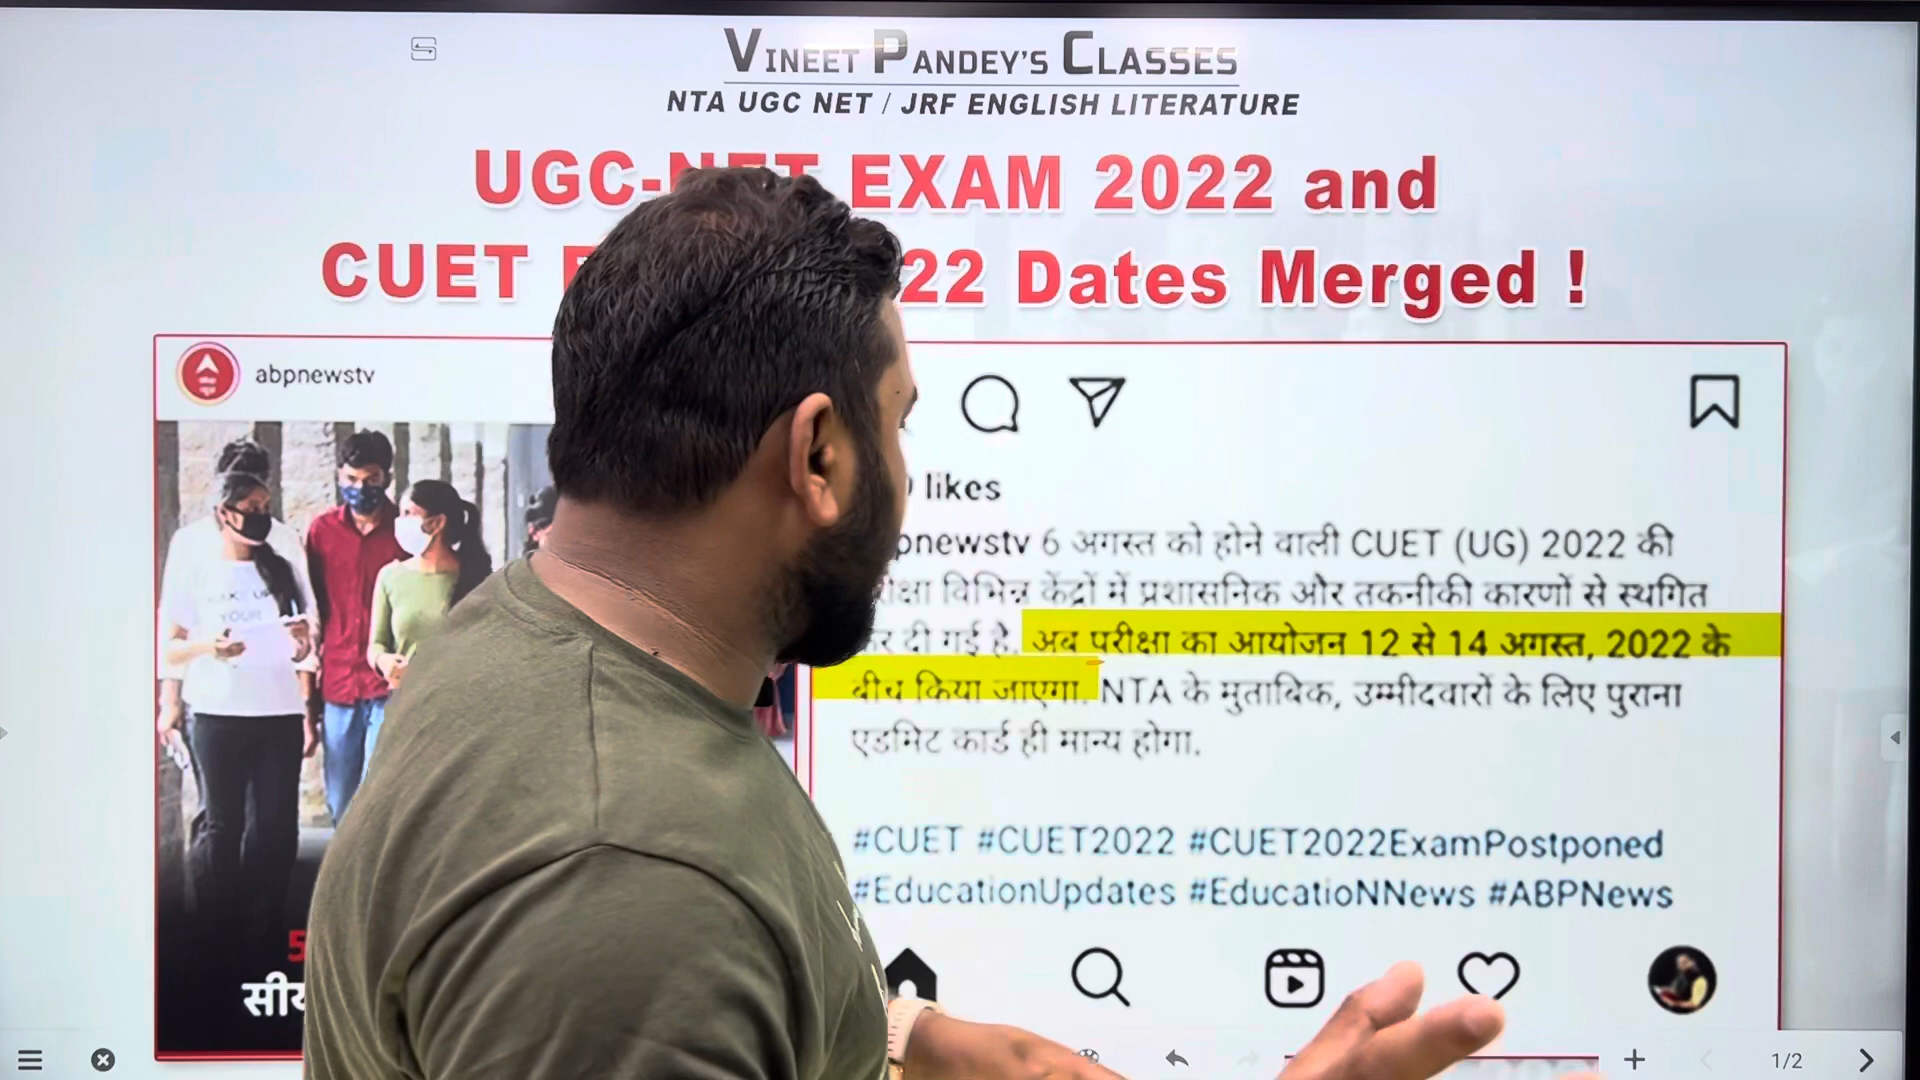 VINEET PANDEY'S CLASSES
NTA UGC NET / JRF ENGLISH LITERATURE
UGC-NET EXAM 2022 and
CUET 22 Dates Merged !
abpnewstv
likes
pnewstv 6 अगस्त को होने वाली CUET (UG) 2022 की
विभिन्न केंद्रों में प्रशासनिक और तकनीकी कारणों से स्थगित
दी गई है. अब परीक्षा का आयोजन 12 से 14 अगस्त, 2022 के
बीच किया जाएगा. NTA के मुताबिक, उम्मीदवारों के लिए पुराना
एडमिट कार्ड ही मान्य होगा.
#CUET #CUET2022 #CUET2022ExamPostponed
#EducationUpdates #EducatioNNews #ABPNews
1/2